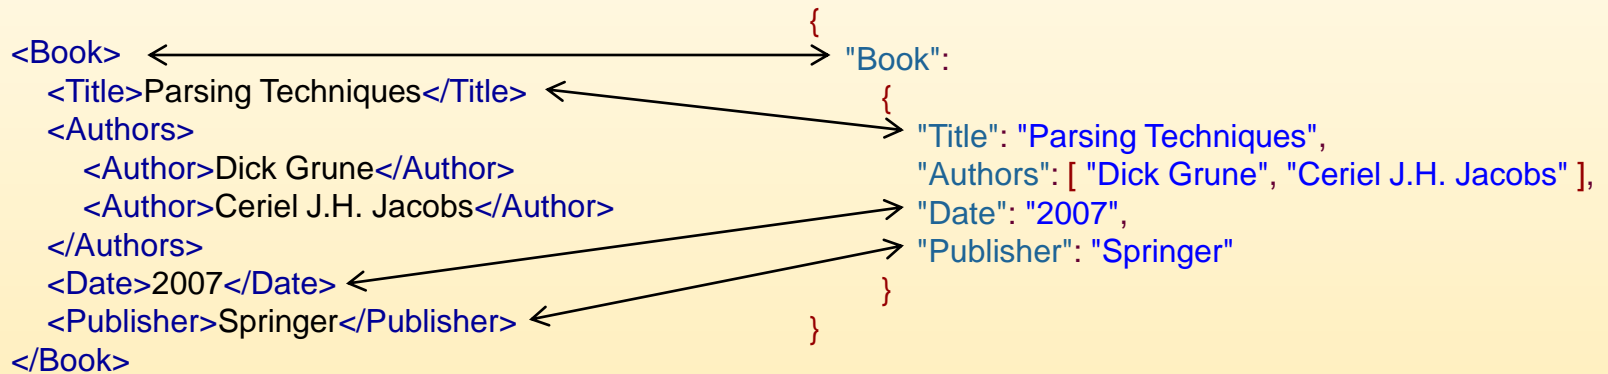 <Book>
<Title>Parsing Techniques</Title>
<Authors>
<Author>Dick Grune</Author>
<Author>Ceriel J.H. Jacobs</Author>
</Authors>
<Date>2007</Date>
<Publisher>Springer</Publisher>
</Book>
{
"Book":
{
"Title": "Parsing Techniques",
"Authors": [ "Dick Grune", "Ceriel J.H. Jacobs" ],
"Date": "2007",
"Publisher": "Springer"
}
}